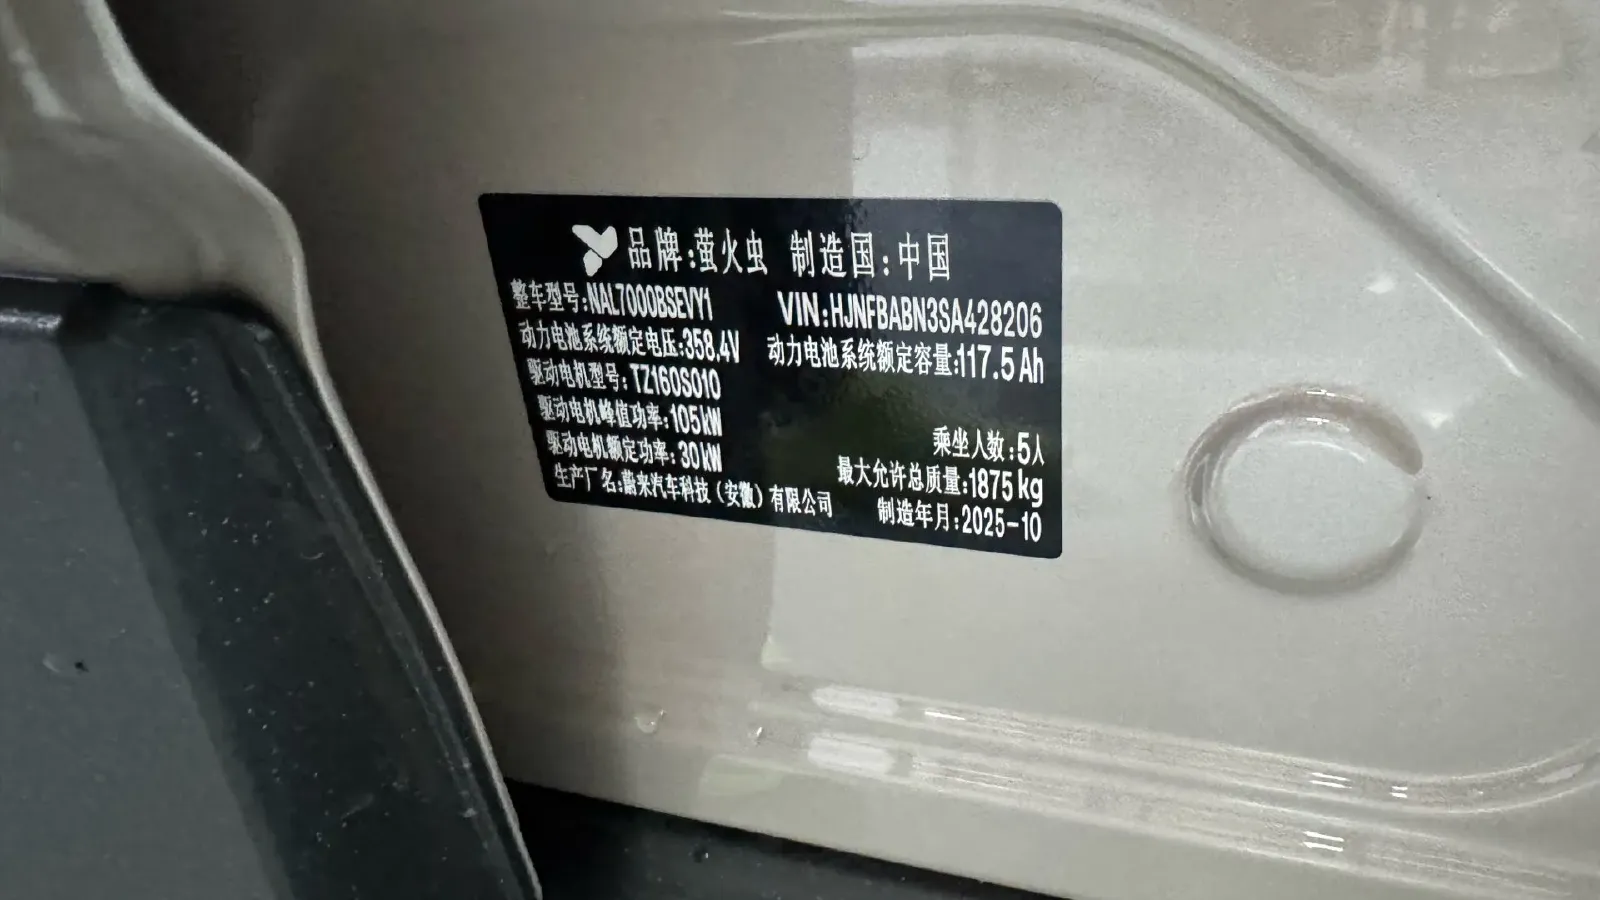 品牌:萤火虫 制造国:中国
整车型号:NAL7000BSEVY1 VIN:HJNFBABN3SA428206
动力电池系统额定电压:358.4V 动力电池系统额定容量:117.5Ah
驱动电机型号:TZ160S010
驱动电机峰值功率:105kW 乘坐人数:5人
驱动电机额定功率:30kW 最大允许总质量:1875kg
生产厂名:蔚来汽车科技(安徽)有限公司 制造年月:2025-10